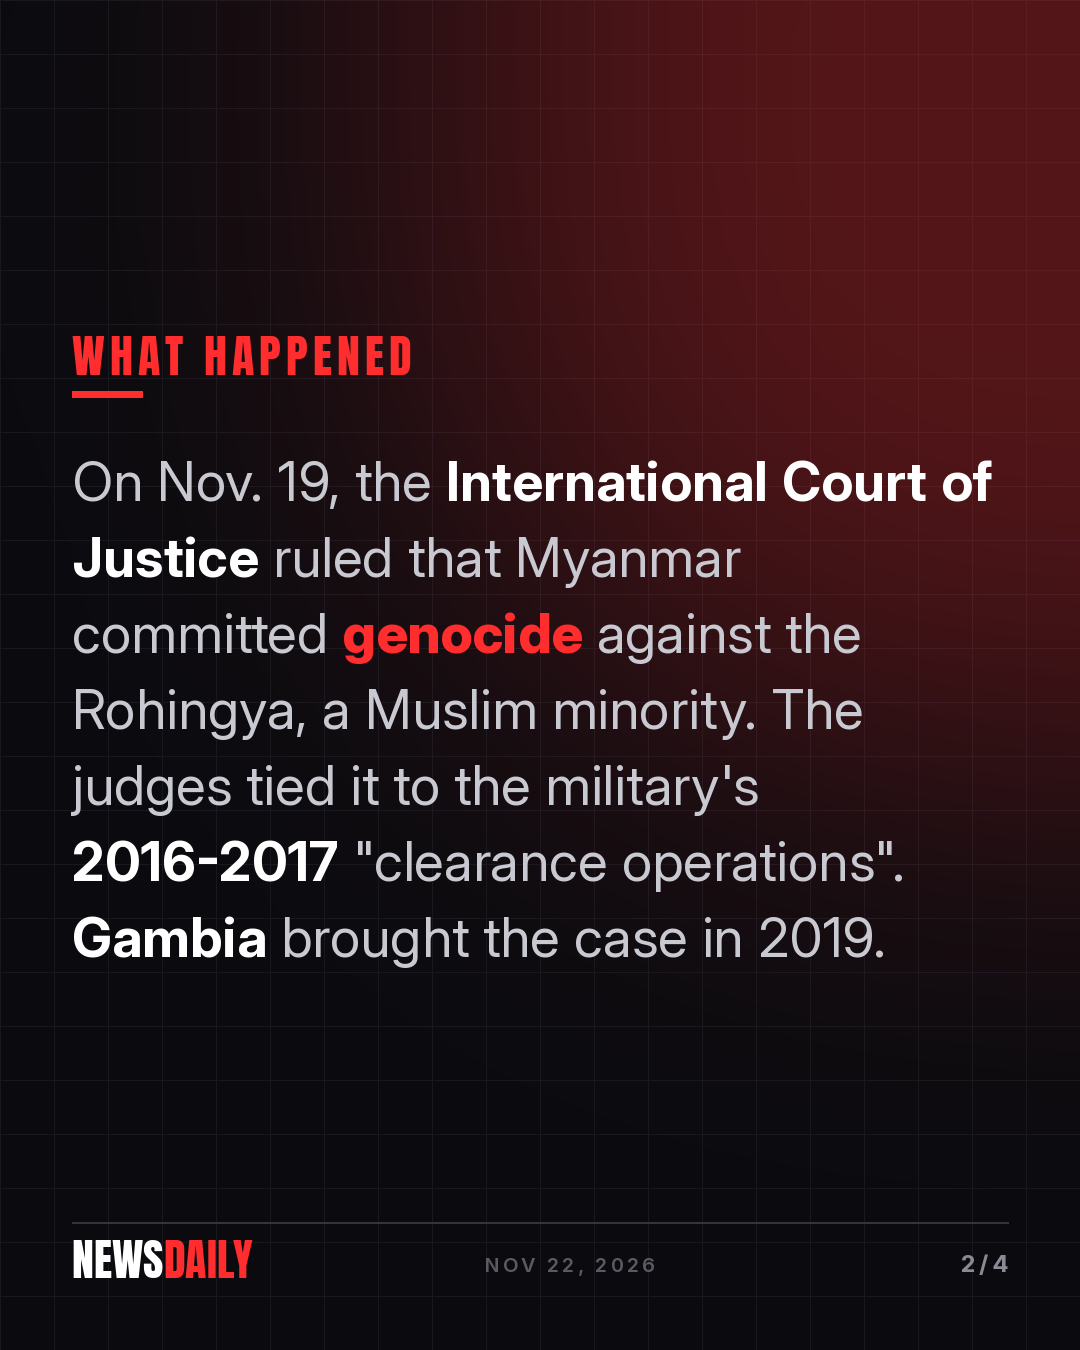 WHAT HAPPENED
On Nov. 19, the International Court of
Justice ruled that Myanmar
committed genocide against the
Rohingya, a Muslim minority. The
judges tied it to the military's
2016-2017 "clearance operations".
Gambia brought the case in 2019.
NEWSDAILY
NOV 22, 2026
2/4